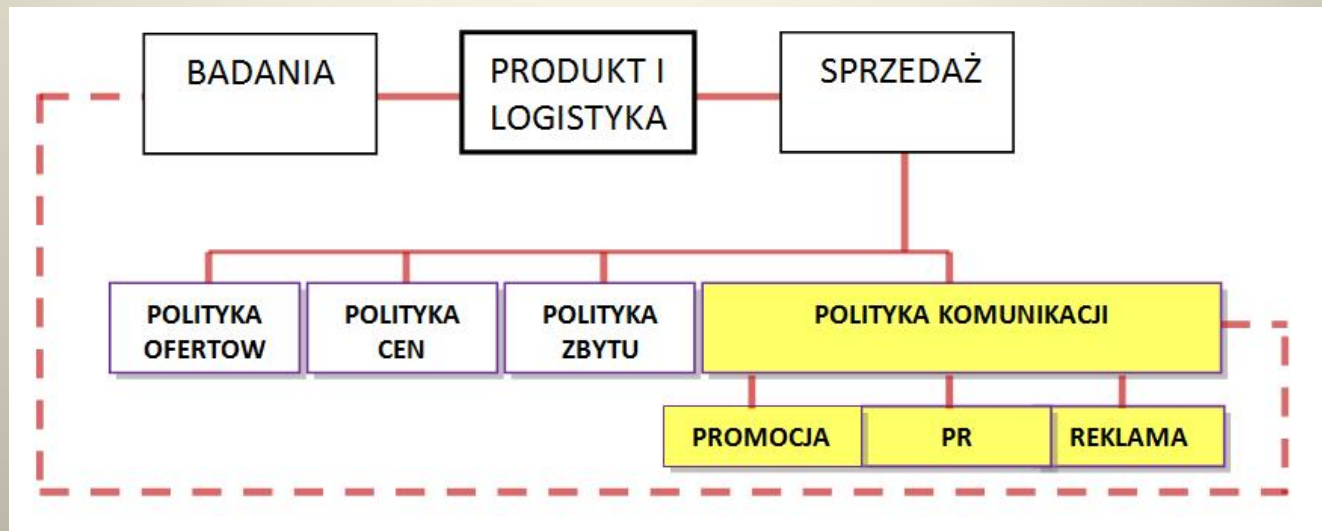 BADANIA
PRODUKT I
LOGISTYKA
SPRZEDAŻ
POLITYKA
OFERTOW
POLITYKA
CEN
POLITYKA
ZBYTU
POLITYKA KOMUNIKACJI
PROMOCJA
PR
REKLAMA